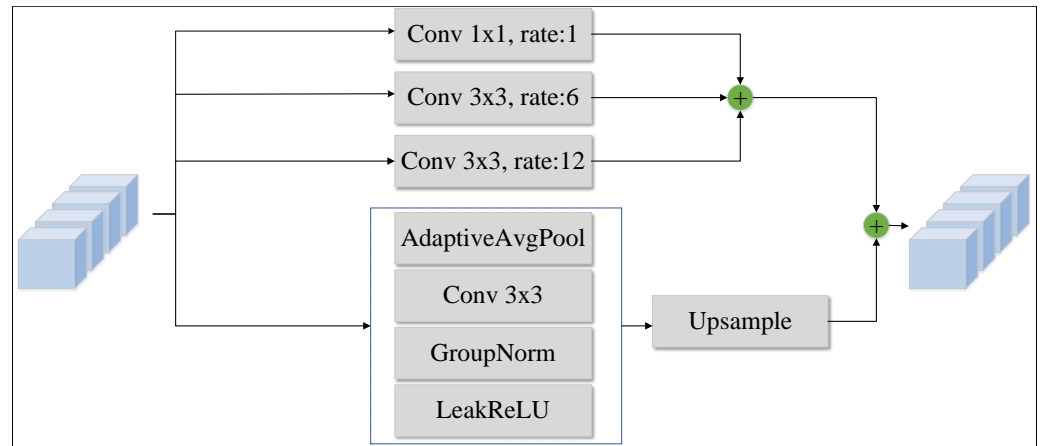 Conv 1x1, rate:1
Conv 3x3, rate:6
+
Conv 3x3, rate:12
AdaptiveAvgPool
+
Conv 3x3
Upsample
GroupNorm
LeakReLU